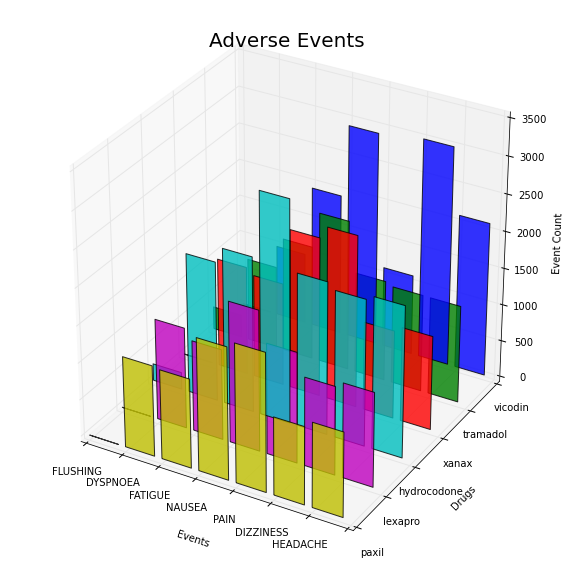 Adverse Events
3500
3000
2500
2000
1500
1000
500
0
Event Count
vicodin
tramadol
xanax
hydrocodone
lexapro
paxil
Drugs
FLUSHING
DYSPNOEA
FATIGUE
NAUSEA
PAIN
DIZZINESS
HEADACHE
Events